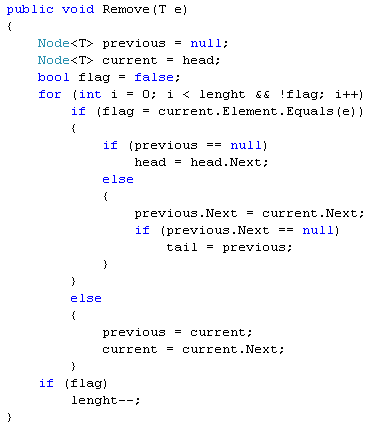 public void Remove(T e)
{
    Node<T> previous = null;
    Node<T> current = head;
    bool flag = false;
    for (int i = 0; i < lenght && !flag; i++)
        if (flag = current.Element.Equals(e))
        {
            if (previous == null)
                head = head.Next;
            else
            {
                previous.Next = current.Next;
                if (previous.Next == null)
                    tail = previous;
            }
        }
        else
        {
            previous = current;
            current = current.Next;
        }
    if (flag)
        lenght--;
}